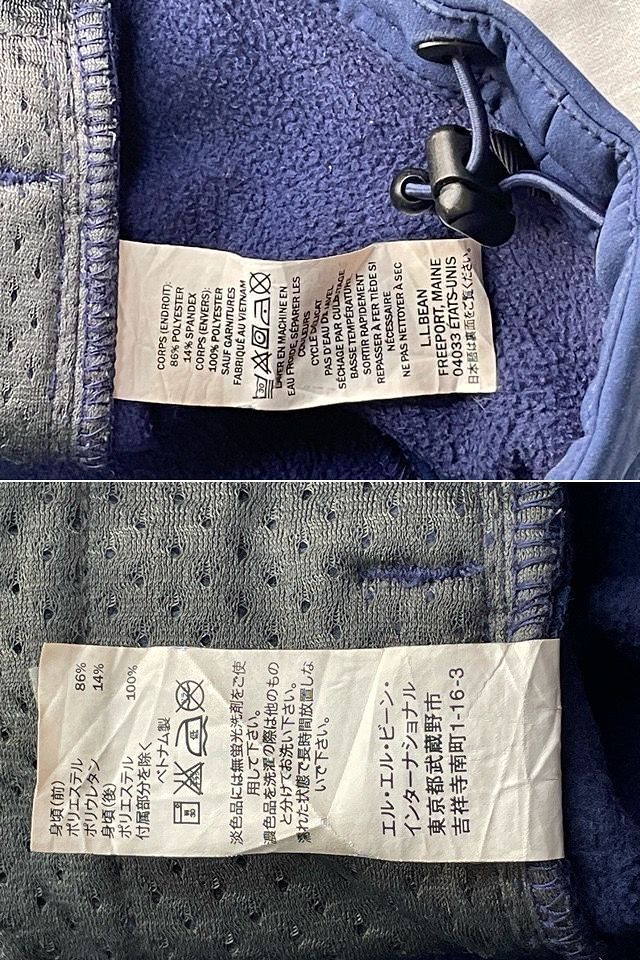 CORPS (ENDROIT):
86% POLYESTER
14% SPANDEX
CORPS (ENVERS):
100% POLYESTER
SAUF GARNITURES
FABRIQUÉ AU VIETNAM
LAVER EN MACHINE EN
EAU FROIDE, SÉPARER LES
COULEURS
CYCLE DÉLICAT
PAS D'EAU DE JAVEL
SÉCHAGE PAR CULBUTAGE
BASSE TEMPÉRATURE
SORTIR RAPIDEMENT
REPASSER À FER TIÈDE SI
NÉCESSAIRE
NE PAS NETTOYER À SEC
L.L.BEAN
FREEPORT, MAINE
04033 ÉTATS-UNIS
日本語は裏面をご覧ください。
身頃(前)
ポリエステル 86%
ポリウレタン 14%
身頃(後)
ポリエステル 100%
付属部分を除く
ベトナム製
淡色品には無蛍光洗剤をご使
用して下さい。
濃色品を洗濯の際は他のもの
と分けてお洗い下さい。
濡れた状態で長時間放置しな
いで下さい。
エル・エル・ビーン・
インターナショナル
東京都武蔵野市
吉祥寺南町1-16-3